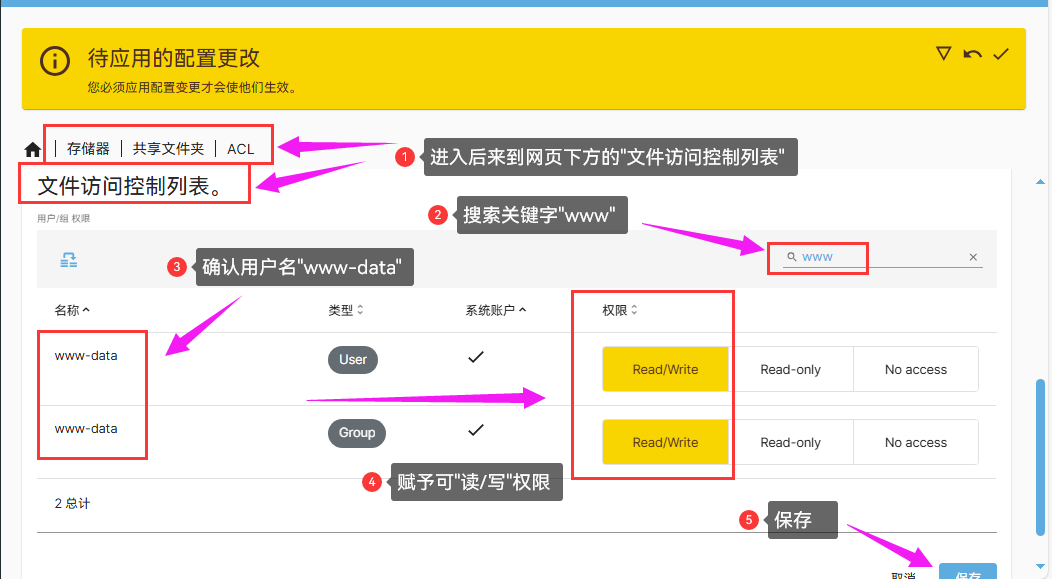 待应用的配置更改
您必须应用配置变更才会使他们生效。
存储器 | 共享文件夹 | ACL
1 进入后来到网页下方的"文件访问控制列表"
文件访问控制列表。
2 搜索关键字"www"
用户/组 权限
3 确认用户名"www-data"
www
名称 类型 系统账户 权限
www-data User Read/Write Read-only No access
www-data Group Read/Write Read-only No access
4 赋予可"读/写"权限
2 总计
5 保存
取消 保存